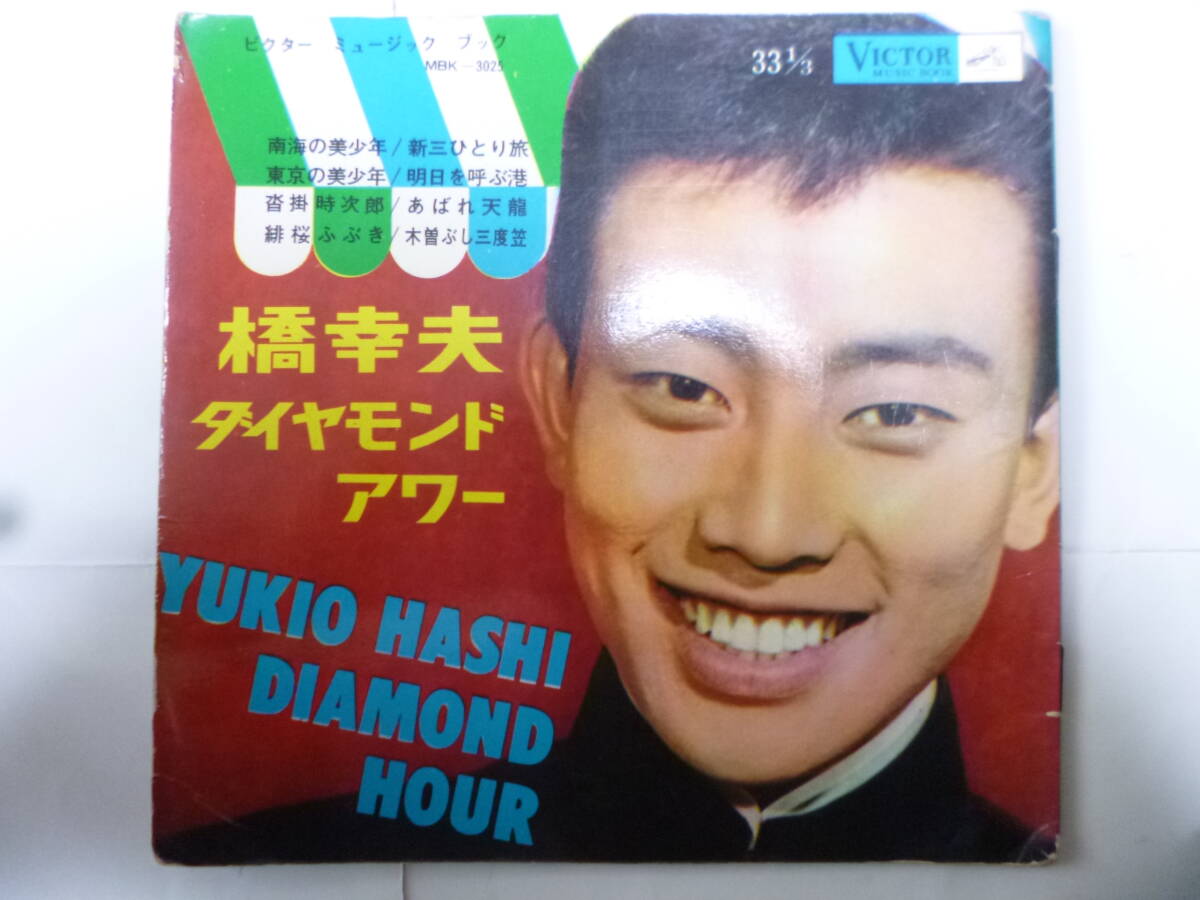 ビクター ミュージック ブック
MBK-3025
33⅓
VICTOR
MUSIC BOOK
南海の美少年/新三ひとり旅
東京の美少年/明日を呼ぶ港
沓掛時次郎/あばれ天龍
緋桜ふぶき/木曽ぶし三度笠
橋幸夫
ダイヤモンド
アワー
YUKIO HASHI
DIAMOND
HOUR